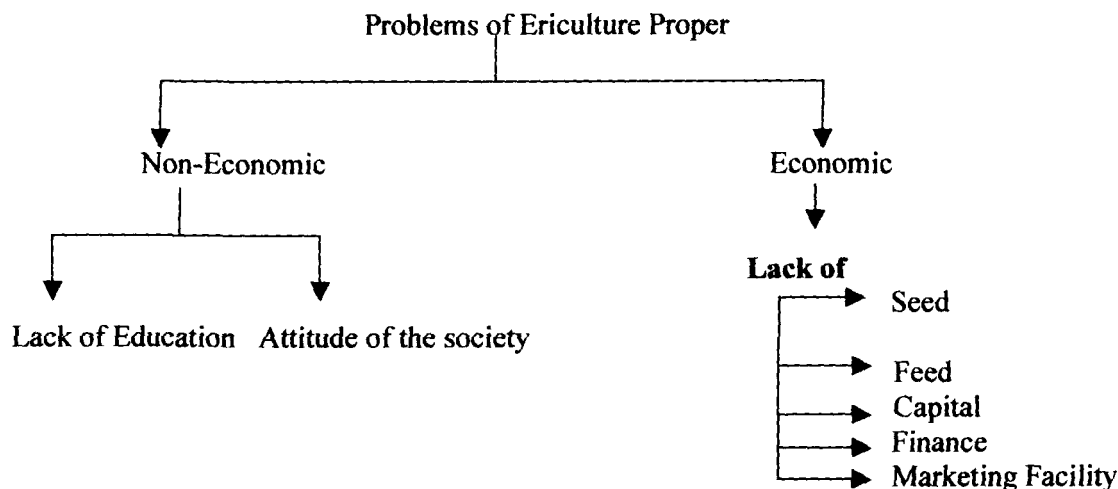 Problems of Ericulture Proper
Non-Economic
Economic
Lack of
Seed
Lack of Education
Attitude of the society
Feed
Capital
Finance
Marketing Facility